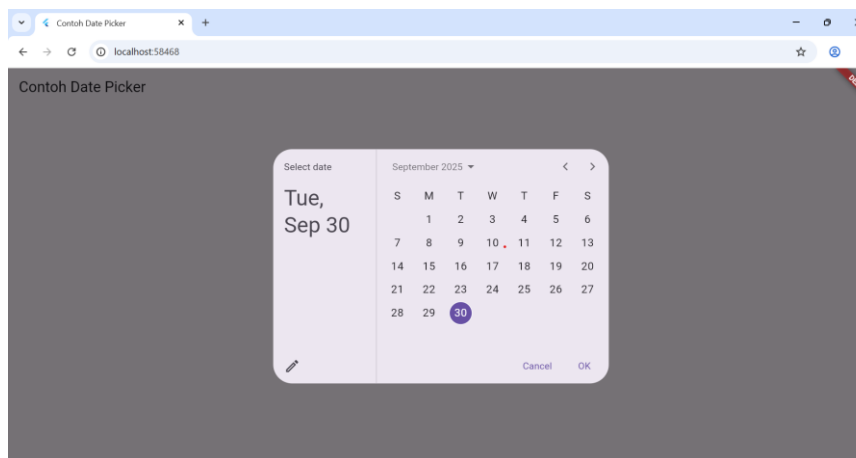 Contoh Date Picker
localhost:58468
Contoh Date Picker
Select date
Tue,
Sep 30
September 2025
S M T W T F S
1 2 3 4 5 6
7 8 9 10 11 12 13
14 15 16 17 18 19 20
21 22 23 24 25 26 27
28 29 30
Cancel OK